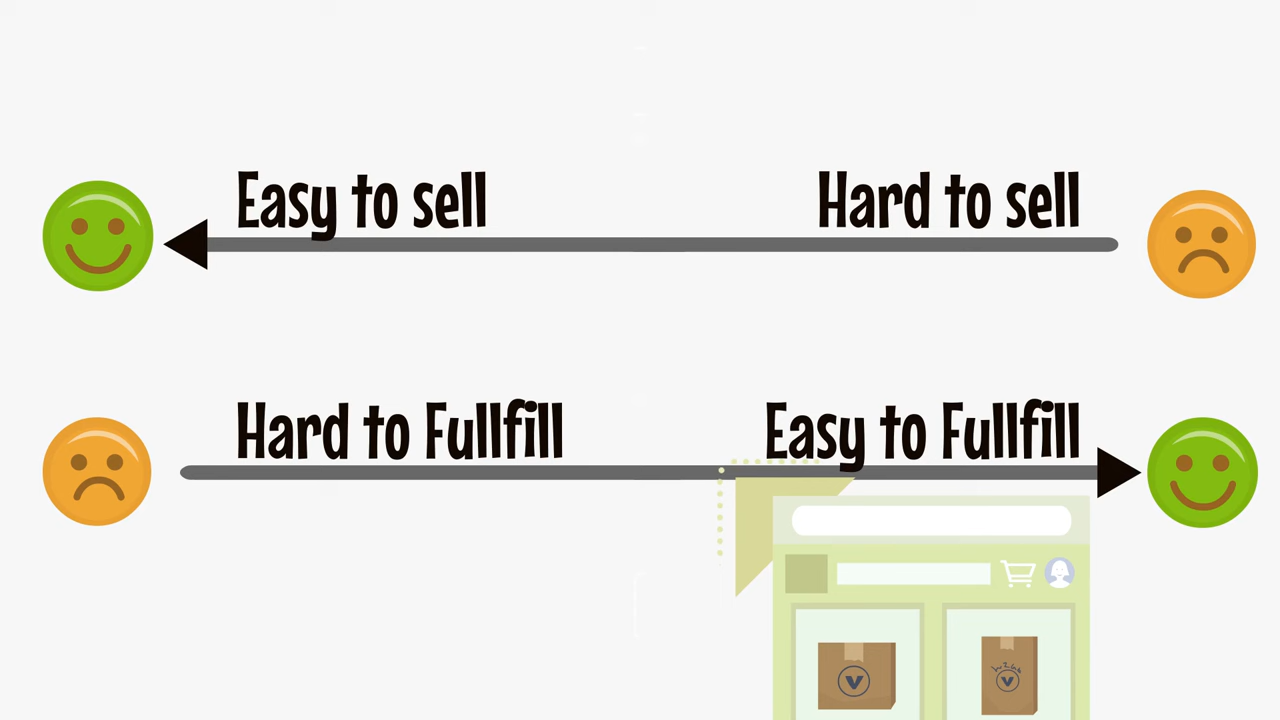 Easy to sell
Hard to sell
Hard to Fullfill
Easy to Fullfill
V
V